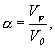 α = V_p / V_0 ,